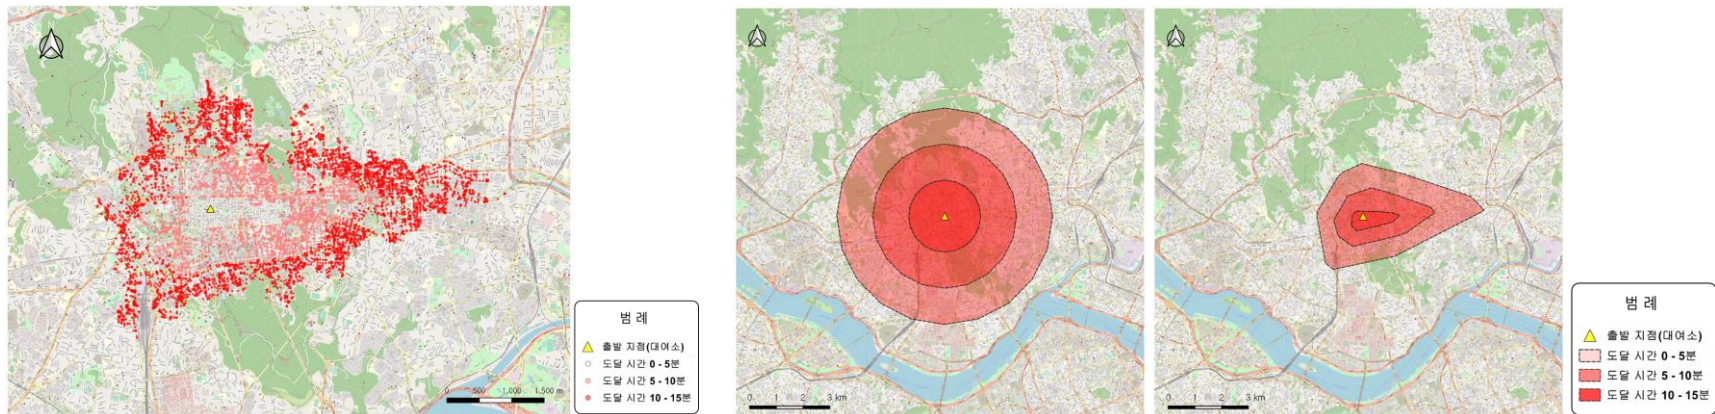 N
범 례
출발 지점(대여소)
도달 시간 0 - 5분
도달 시간 5 - 10분
도달 시간 10 - 15분
0 500 1,000 1,500 m
0 1 2 3 km
0 1 2 3 km
범 례
출발 지점(대여소)
도달 시간 0 - 5분
도달 시간 5 - 10분
도달 시간 10 - 15분